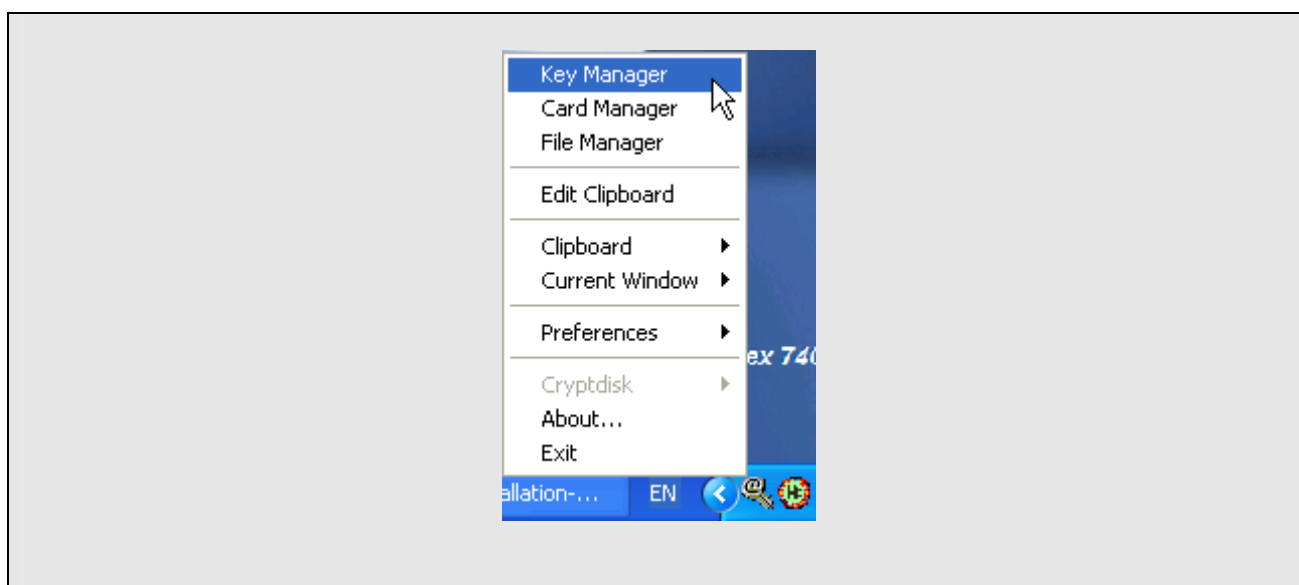 Key Manager
Card Manager
File Manager
Edit Clipboard
Clipboard
Current Window
Preferences
ex 740
Cryptdisk
About...
Exit
allation-... EN